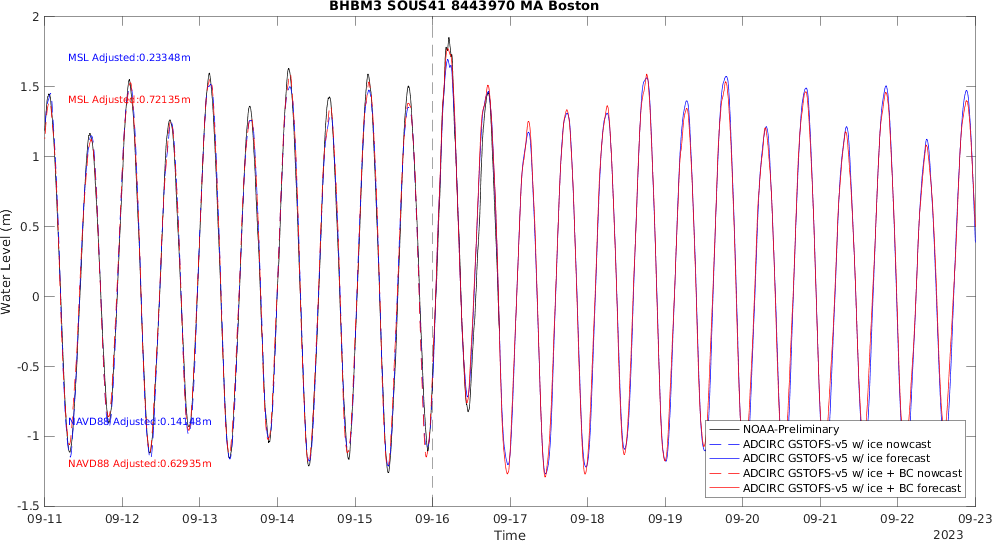 BHBM3 SOUS41 8443970 MA Boston
2
1.5
1
0.5
0
-0.5
-1
-1.5
Water Level (m)
MSL Adjusted:0.23348m
MSL Adjusted:0.72135m
NAVD88 Adjusted:0.14148m
NAVD88 Adjusted:0.62935m
NOAA-Preliminary
ADCIRC GSTOFS-v5 w/ ice nowcast
ADCIRC GSTOFS-v5 w/ ice forecast
ADCIRC GSTOFS-v5 w/ ice + BC nowcast
ADCIRC GSTOFS-v5 w/ ice + BC forecast
09-11 09-12 09-13 09-14 09-15 09-16 09-17 09-18 09-19 09-20 09-21 09-22 09-23
Time
2023